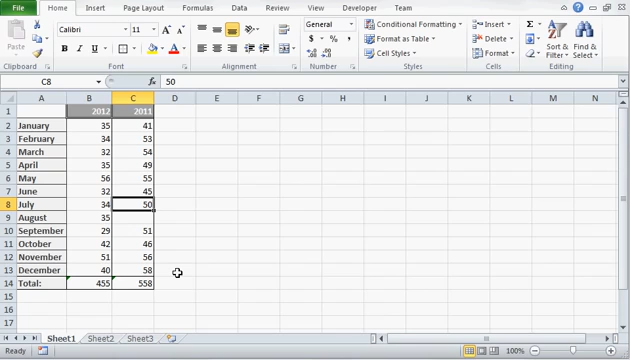 File Home Insert Page Layout Formulas Data Review View Developer Team
Paste
Calibri 11
B I U
General
$ % ,
Conditional Formatting
Format as Table
Cell Styles
Insert
Delete
Format
Sort & Filter
Find & Select
Clipboard Font Alignment Number Styles Cells Editing
C8 fx 50
A B C D E F G H I J K L M N
1 2012 2011
2 January 35 41
3 February 34 53
4 March 32 54
5 April 35 49
6 May 56 55
7 June 32 45
8 July 34 50
9 August 35
10 September 29 51
11 October 42 46
12 November 51 56
13 December 40 58
14 Total: 455 558
15
16
17
Sheet1 Sheet2 Sheet3
Ready 100%